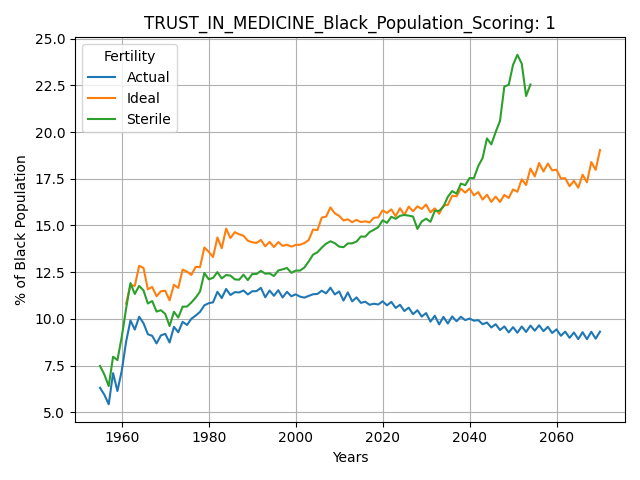 TRUST_IN_MEDICINE_Black_Population_Scoring: 1
Fertility
Actual
Ideal
Sterile
% of Black Population
25.0
22.5
20.0
17.5
15.0
12.5
10.0
7.5
5.0
1960 1980 2000 2020 2040 2060
Years